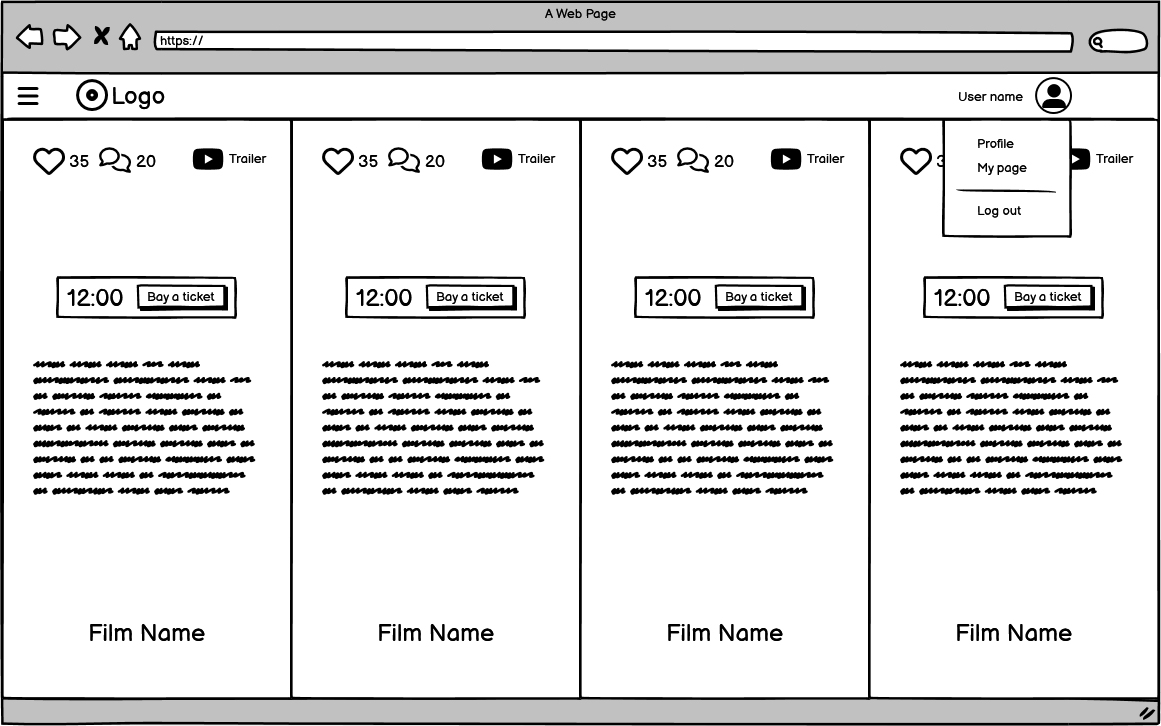 A Web Page
https://
Logo
User name
Profile
My page
Log out
35 20 Trailer
35 20 Trailer
35 20 Trailer
3 Trailer
12:00 Bay a ticket
12:00 Bay a ticket
12:00 Bay a ticket
12:00 Bay a ticket
Film Name
Film Name
Film Name
Film Name